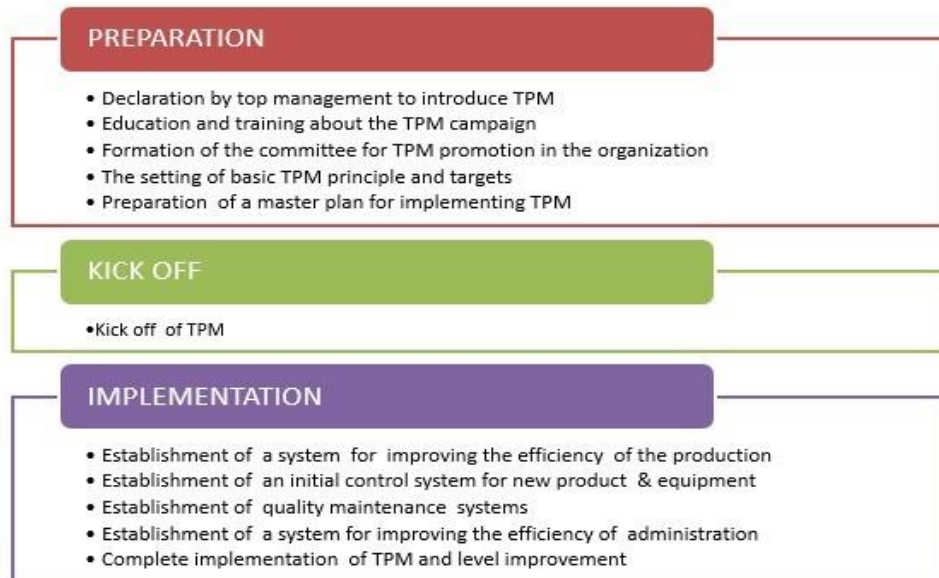 PREPARATION
• Declaration by top management to introduce TPM
• Education and training about the TPM campaign
• Formation of the committee for TPM promotion in the organization
• The setting of basic TPM principle and targets
• Preparation of a master plan for implementing TPM
KICK OFF
•Kick off of TPM
IMPLEMENTATION
• Establishment of a system for improving the efficiency of the production
• Establishment of an initial control system for new product & equipment
• Establishment of quality maintenance systems
• Establishment of a system for improving the efficiency of administration
• Complete implementation of TPM and level improvement